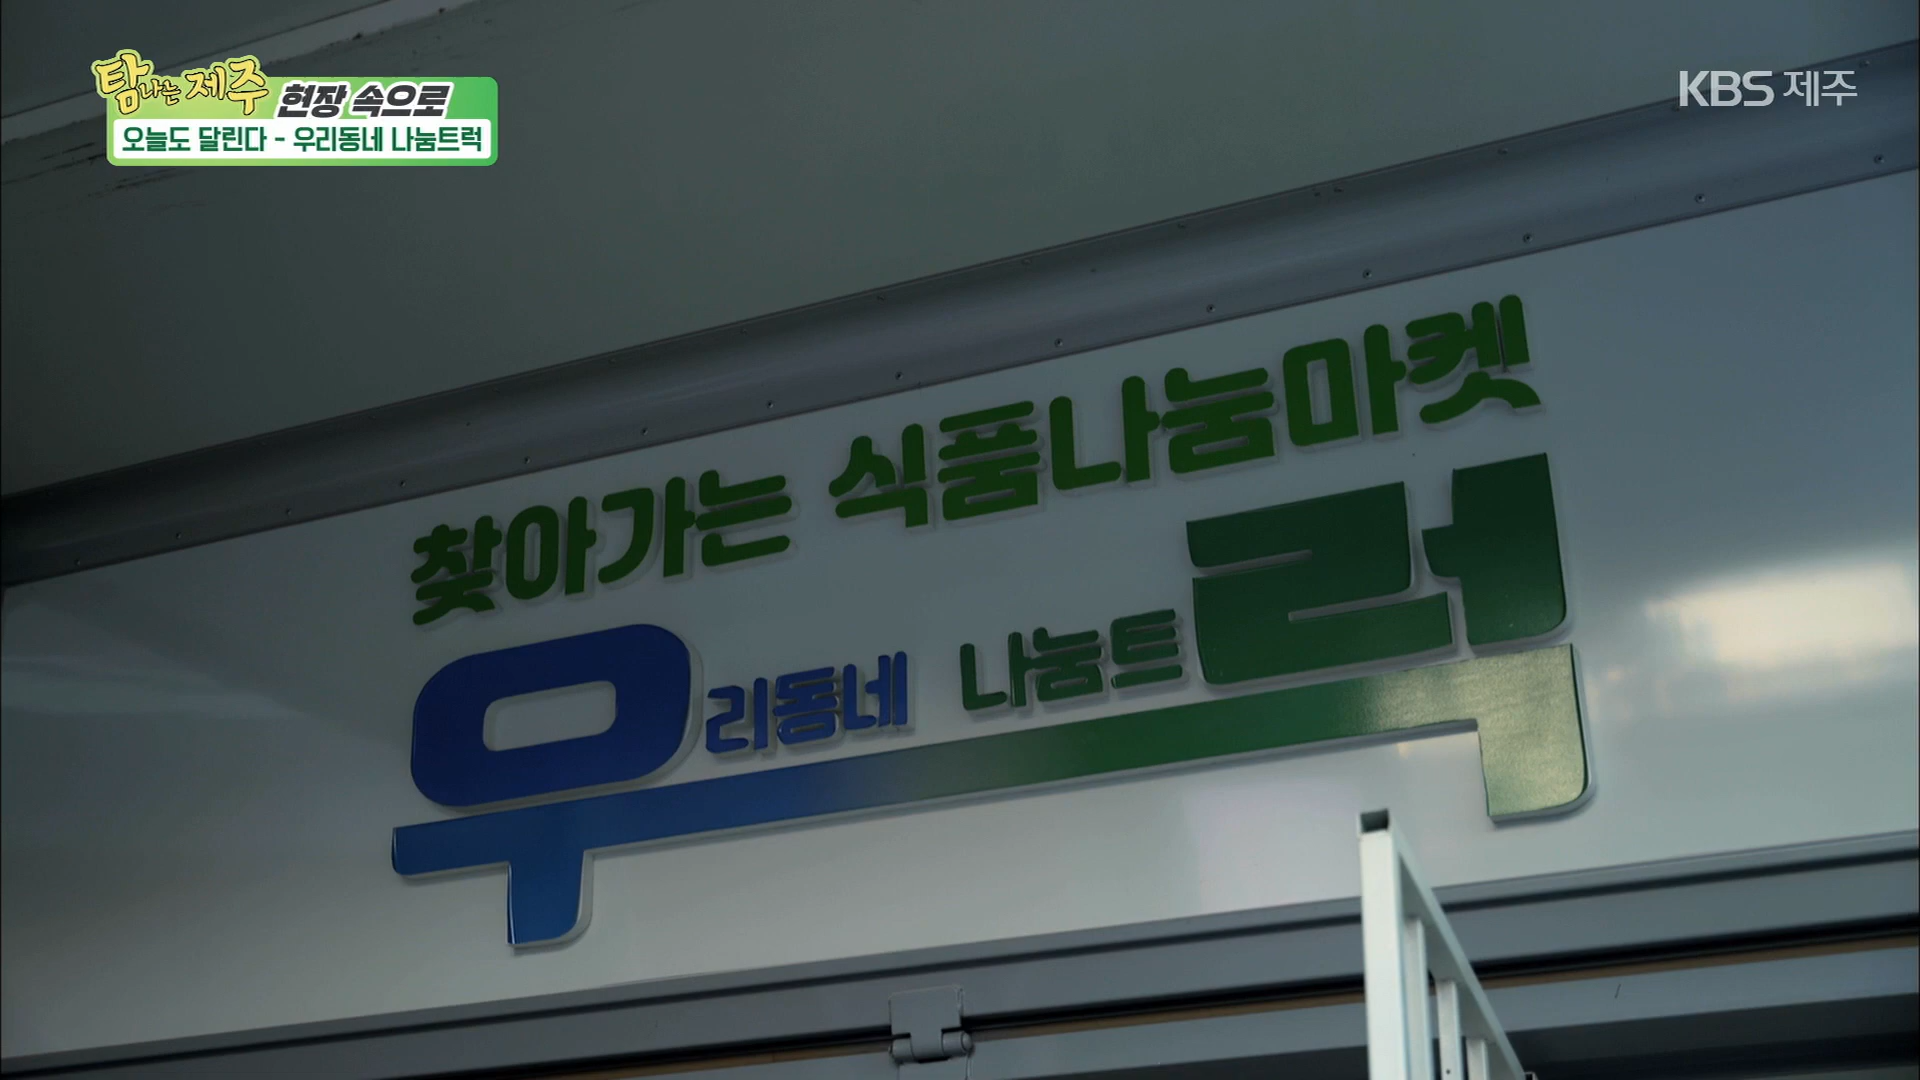 탐나는 제주 현장 속으로
오늘도 달린다 - 우리동네 나눔트럭
KBS 제주
찾아가는 식품나눔마켓
우리동네 나눔트럭